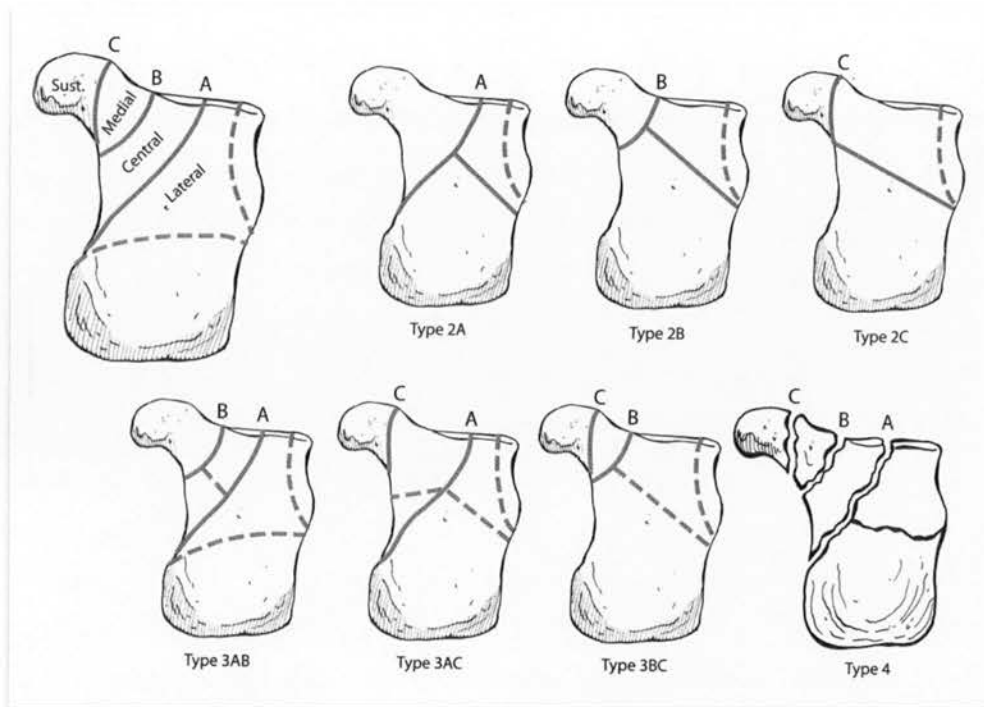 C
B
A
Sust.
Medial
Central
Lateral
A
Type 2A
B
Type 2B
C
Type 2C
B A
Type 3AB
C
A
Type 3AC
C
B
Type 3BC
C
B A
Type 4